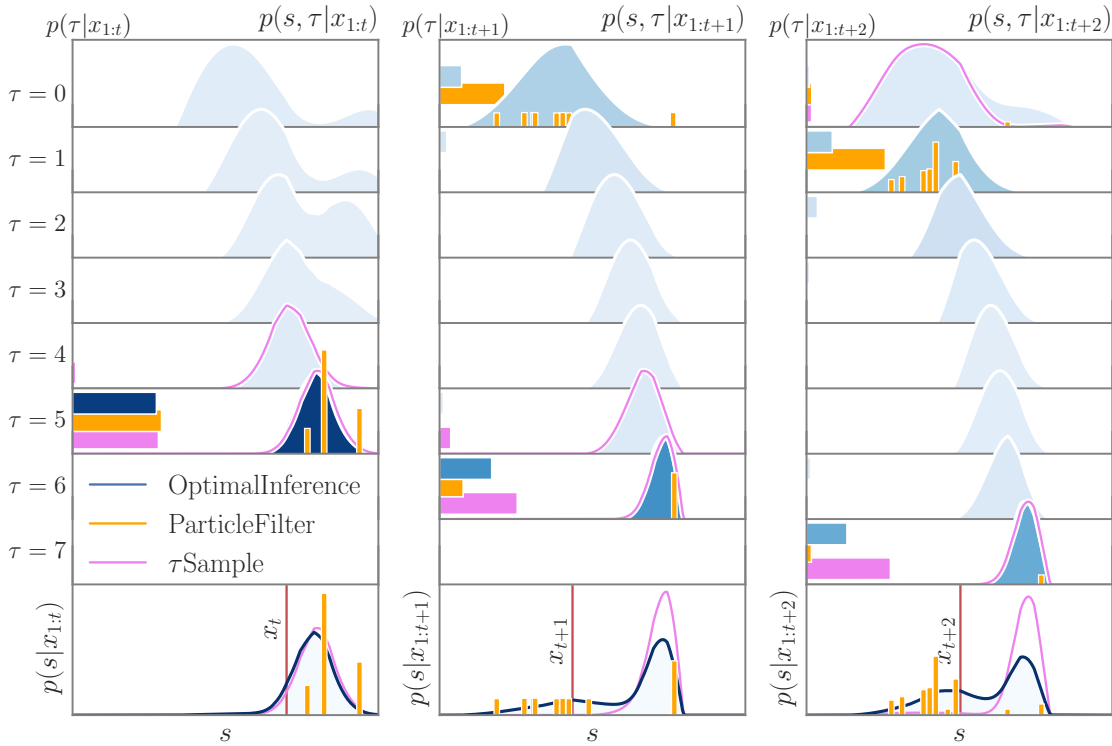 p(τ|x1:t) p(s, τ|x1:t) p(τ|x1:t+1) p(s, τ|x1:t+1) p(τ|x1:t+2) p(s, τ|x1:t+2)
τ = 0
τ = 1
τ = 2
τ = 3
τ = 4
τ = 5
τ = 6
τ = 7
OptimalInference
ParticleFilter
τSample
p(s|x1:t)
xt
p(s|x1:t+1)
xt+1
p(s|x1:t+2)
xt+2
s s s